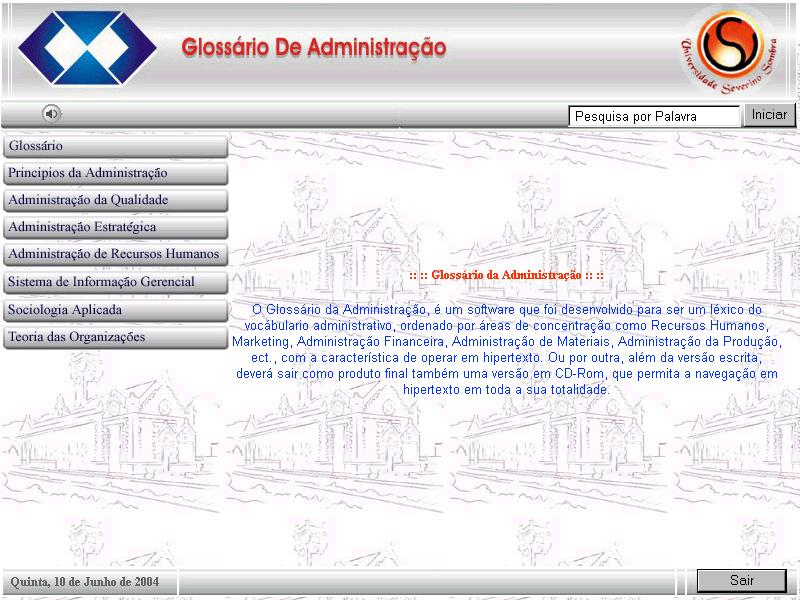 Glossário De Administração
Universidade Severino Sombra
Pesquisa por Palavra
Iniciar
Glossário
Principios da Administração
Administração da Qualidade
Administração Estratégica
Administração de Recursos Humanos
Sistema de Informação Gerencial
Sociologia Aplicada
Teoria das Organizações
:: :: Glossário da Administração :: ::
O Glossário da Administração, é um software que foi desenvolvido para ser um léxico do
vocábulario administrativo, ordenado por áreas de concentração como Recursos Humanos,
Marketing, Administração Financeira, Administração de Materiais, Administração da Produção,
ect., com a característica de operar em hipertexto. Ou por outra, além da versão escrita,
deverá sair como produto final também uma versão em CD-Rom, que permita a navegação em
hipertexto em toda a sua totalidade.
Quinta, 10 de Junho de 2004
Sair